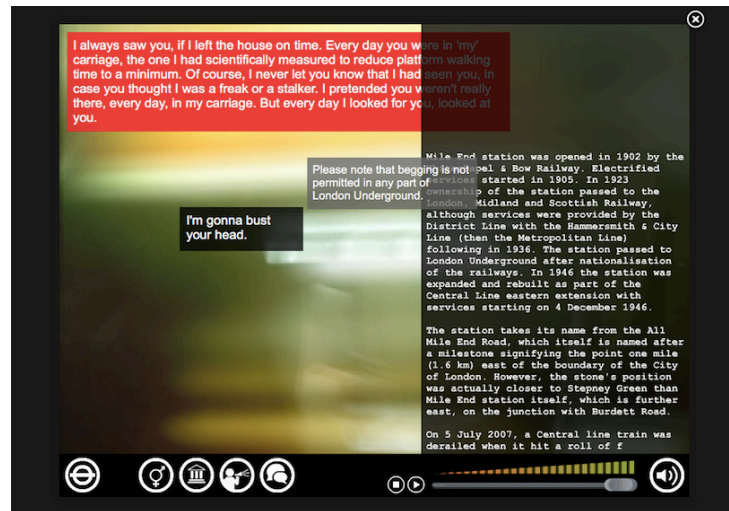 I always saw you, if I left the house on time. Every day you were in 'my'
carriage, the one I had scientifically measured to reduce platform walking
time to a minimum. Of course, I never let you know that I had seen you, in
case you thought I was a freak or a stalker. I pretended you weren't really
there, every day, in my carriage. But every day I looked for you, looked at
you.
Please note that begging is not
permitted in any part of
London Underground.
I'm gonna bust
your head.
Mile End station was opened in 1902 by the
& Bow Railway. Electrified
services started in 1905. In 1923
ownership of the station passed to the
London, Midland and Scottish Railway,
although services were provided by the
District Line with the Hammersmith & City
Line (then the Metropolitan Line)
following in 1936. The station passed to
London Underground after nationalisation
of the railways. In 1946 the station was
expanded and rebuilt as part of the
Central Line eastern extension with
services starting on 4 December 1946.
The station takes its name from the All
Mile End Road, which itself is named after
a milestone signifying the point one mile
(1.6 km) east of the boundary of the City
of London. However, the stone's position
was actually closer to Stepney Green than
Mile End station itself, which is further
east, on the junction with Burdett Road.
On 5 July 2007, a Central line train was
derailed when it hit a roll of f